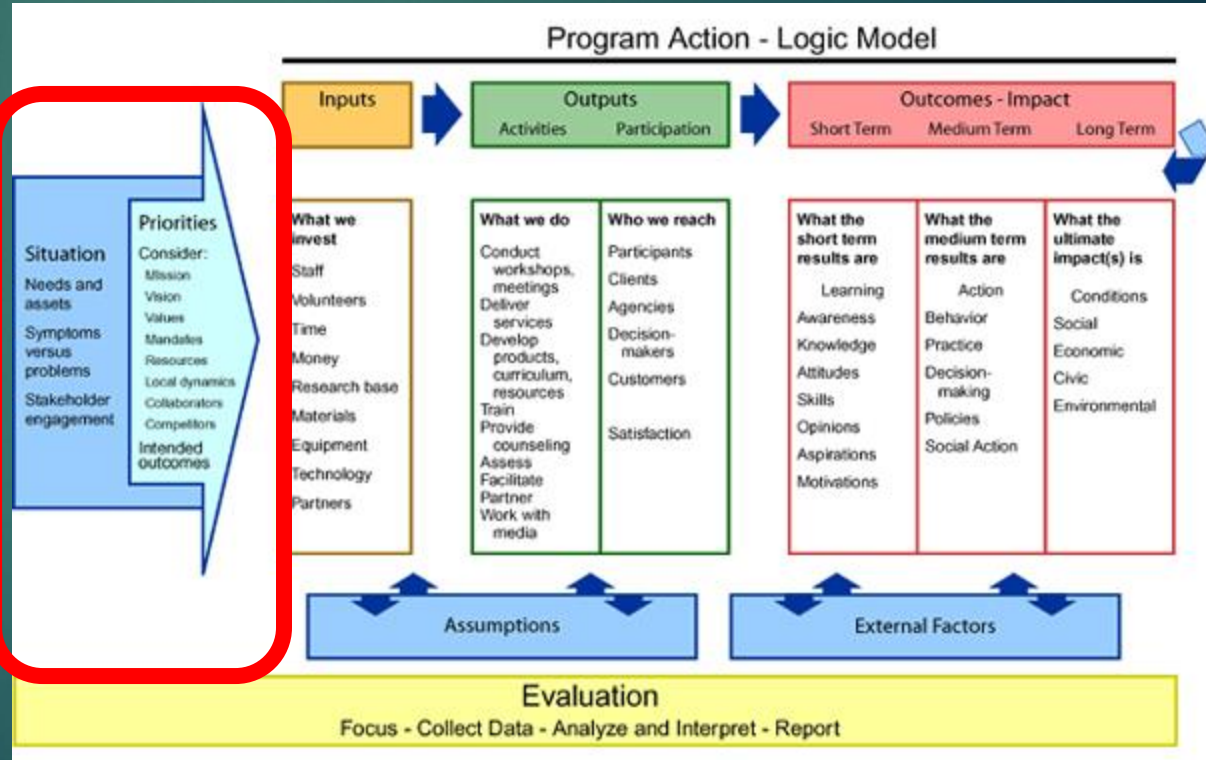 Program Action - Logic Model
Inputs
Outputs
Activities Participation
Outcomes - Impact
Short Term Medium Term Long Term
Situation
Needs and
assets
Symptoms
versus
problems
Stakeholder
engagement
Priorities
Consider:
Mission
Vision
Values
Mandates
Resources
Local dynamics
Collaborators
Competitors
Intended
outcomes
What we
invest
Staff
Volunteers
Time
Money
Research base
Materials
Equipment
Technology
Partners
What we do
Conduct
workshops,
meetings
Deliver
services
Develop
products,
curriculum,
resources
Train
Provide
counseling
Assess
Facilitate
Partner
Work with
media
Who we reach
Participants
Clients
Agencies
Decision-
makers
Customers
Satisfaction
What the
short term
results are
Learning
Awareness
Knowledge
Attitudes
Skills
Opinions
Aspirations
Motivations
What the
medium term
results are
Action
Behavior
Practice
Decision-
making
Policies
Social Action
What the
ultimate
impact(s) is
Conditions
Social
Economic
Civic
Environmental
Assumptions
External Factors
Evaluation
Focus - Collect Data - Analyze and Interpret - Report